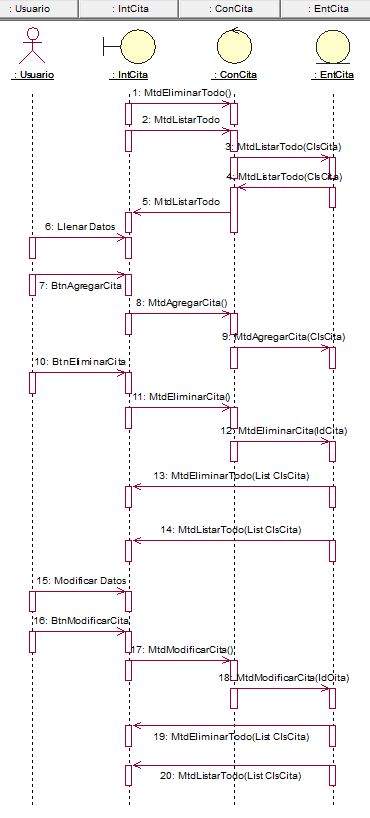 : Usuario : IntCita : ConCita : EntCita
: Usuario : IntCita : ConCita : EntCita
1: MtdEliminarTodo()
2: MtdListarTodo
3: MtdListarTodo(ClsCita)
4: MtdListarTodo(ClsCita)
5: MtdListarTodo
6: Llenar Datos
7: BtnAgregarCita
8: MtdAgregarCita()
9: MtdAgregarCita(ClsCita)
10: BtnEliminarCita
11: MtdEliminarCita()
12: MtdEliminarCita(IdCita)
13: MtdEliminarTodo(List ClsCita)
14: MtdListarTodo(List ClsCita)
15: Modificar Datos
16: BtnModificarCita
17: MtdModificarCita()
18: MtdModificarCita(IdCita)
19: MtdEliminarTodo(List ClsCita)
20: MtdListarTodo(List ClsCita)